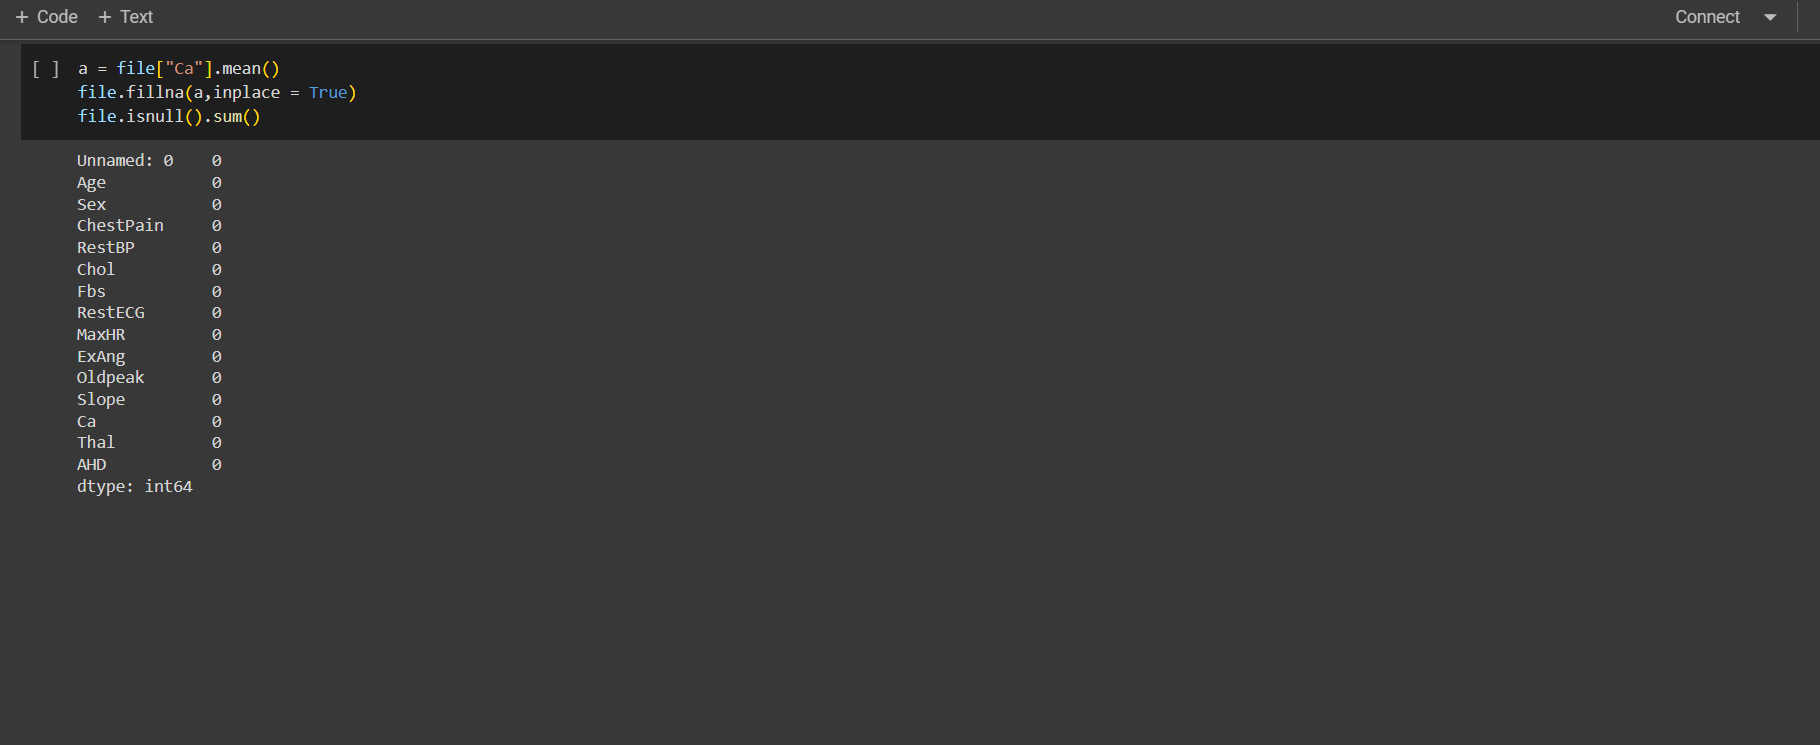 + Code + Text Connect
[ ] a = file["Ca"].mean()
file.fillna(a,inplace = True)
file.isnull().sum()
Unnamed: 0 0
Age 0
Sex 0
ChestPain 0
RestBP 0
Chol 0
Fbs 0
RestECG 0
MaxHR 0
ExAng 0
Oldpeak 0
Slope 0
Ca 0
Thal 0
AHD 0
dtype: int64